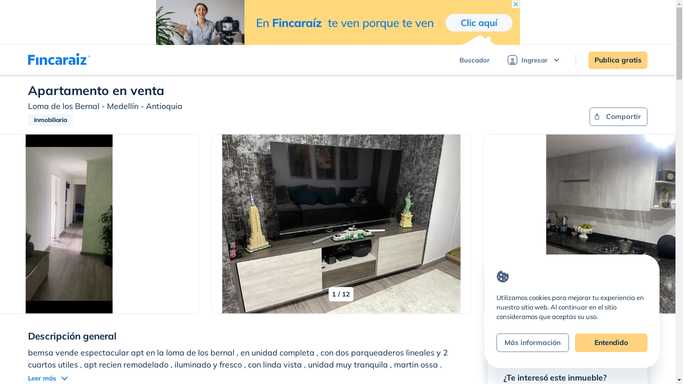 En Fincaraíz te ven porque te ven
Clic aquí
Fincaraíz
Buscador
Ingresar
Publica gratis
Apartamento en venta
Loma de los Bernal - Medellín - Antioquia
Inmobiliaria
Compartir
1 / 12
Utilizamos cookies para mejorar tu experiencia en
nuestro sitio web. Al continuar en el sitio
consideramos que aceptas su uso.
Más información
Entendido
Descripción general
bemsa vende espectacular apt en la loma de los bernal , en unidad completa , con dos parqueaderos lineales y 2
cuartos utiles , apt recien remodelado , iluminado y fresco , con linda vista , unidad muy tranquila , martin ossa .
Leer más
¿Te interesó este inmueble?